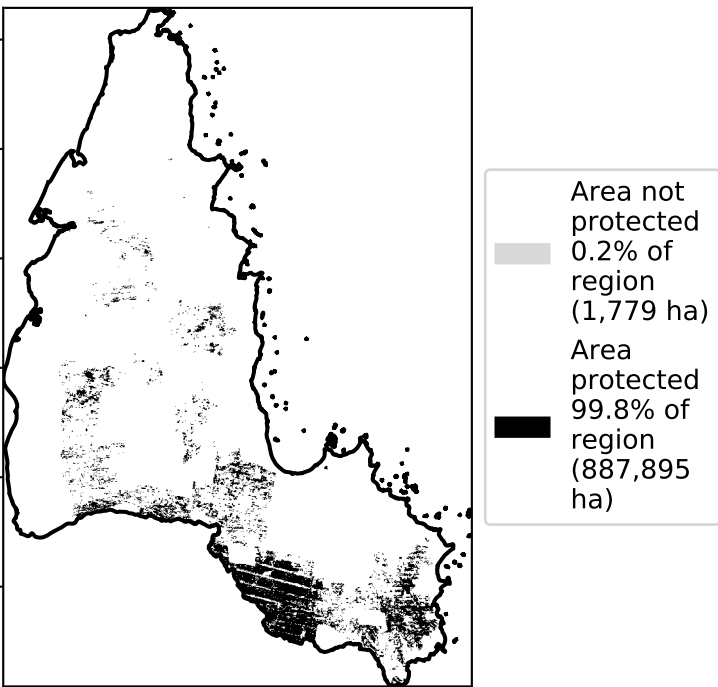 Area not
protected
0.2% of
region
(1,779 ha)
Area
protected
99.8% of
region
(887,895
ha)